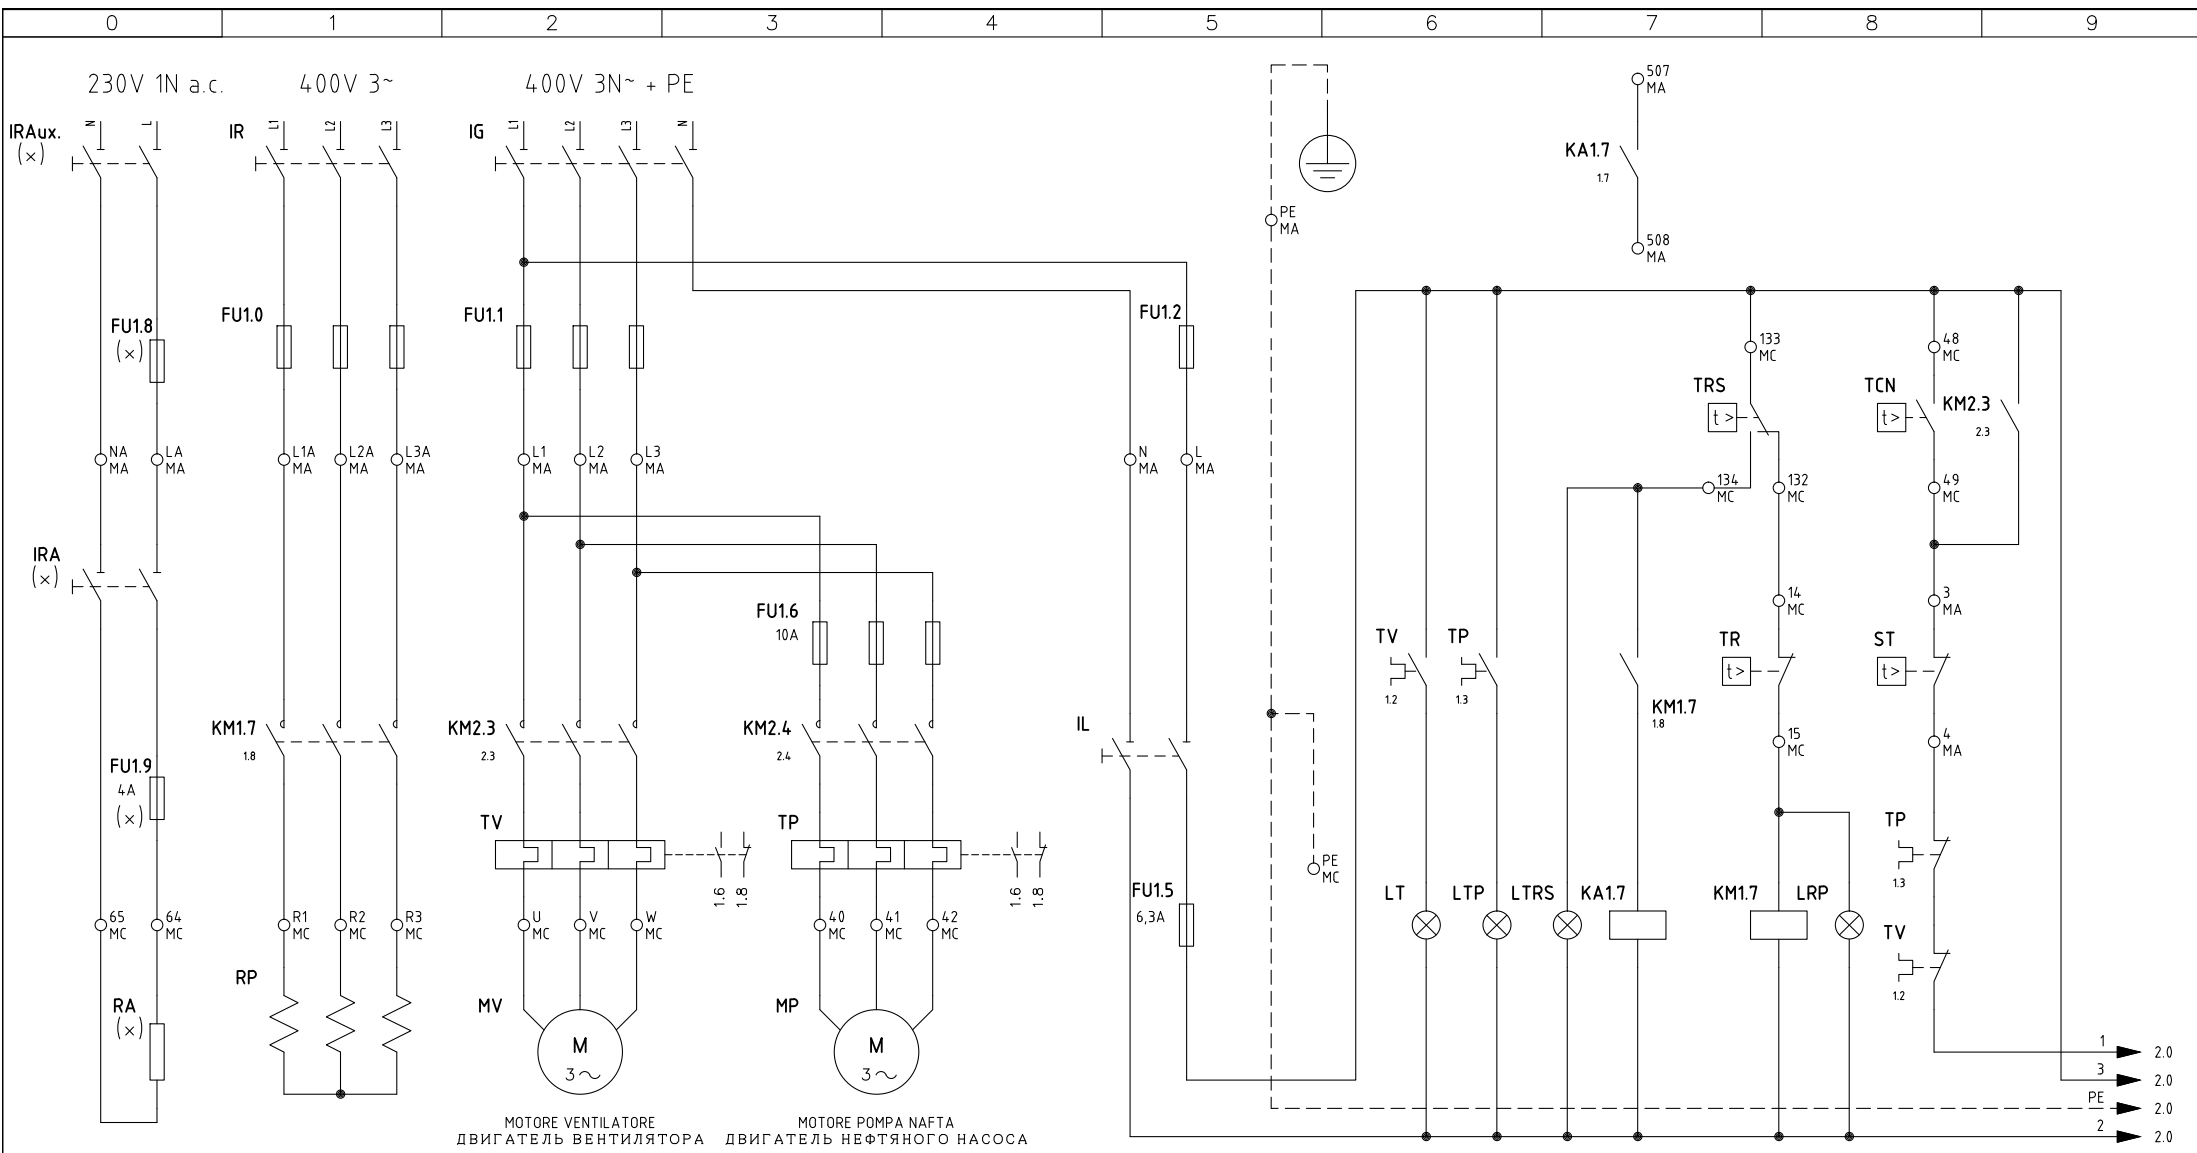 0 1 2 3 4 5 6 7 8 9
230V 1N a.c. 400V 3~ 400V 3N~ + PE
507
MA
IRAux.
(x)
N L
IR
L1 L2 L3
IG
L1 L2 L3 N
KA1.7
1.7
PE
MA
508
MA
FU1.8
(x)
FU1.0
FU1.1
FU1.2
133
MC
48
MC
TRS
t>
TCN
t>
KM2.3
2.3
NA
MA
LA
MA
L1A
MA
L2A
MA
L3A
MA
L1
MA
L2
MA
L3
MA
N
MA
L
MA
134
MC
132
MC
49
MC
IRA
(x)
FU1.6
10A
14
MC
3
MA
TV
1.2
TP
1.3
TR
t>
ST
t>
KM1.7
1.8
KM1.7
1.8
KM2.3
2.3
KM2.4
2.4
IL
15
MC
4
MA
FU1.9
4A
(x)
TV
1.6 1.8
TP
1.6 1.8
PE
MC
TP
1.3
FU1.5
6,3A
LT LTP LTRS KA1.7 KM1.7 LRP
65
MC
64
MC
R1
MC
R2
MC
R3
MC
U
MC
V
MC
W
MC
40
MC
41
MC
42
MC
TV
1.2
RP
RA
(x)
MV
M
3~
MP
M
3~
1 2.0
3 2.0
PE 2.0
2 2.0
MOTORE VENTILATORE
ДВИГАТЕЛЬ ВЕНТИЛЯТОРА
MOTORE POMPA NAFTA
ДВИГАТЕЛЬ НЕФТЯНОГО НАСОСА